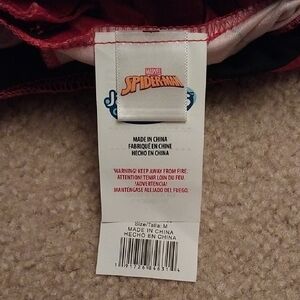 MARVEL
SPIDER-MAN
MADE IN CHINA
FABRIQUÉ EN CHINE
HECHO EN CHINA
!WARNING! KEEP AWAY FROM FIRE.
ATTENTION! TENIR LOIN DU FEU.
!ADVERTENCIA!
MANTÉNGASE ALEJADO DEL FUEGO.
Size/Talla: M
MADE IN CHINA
HECHO EN CHINA